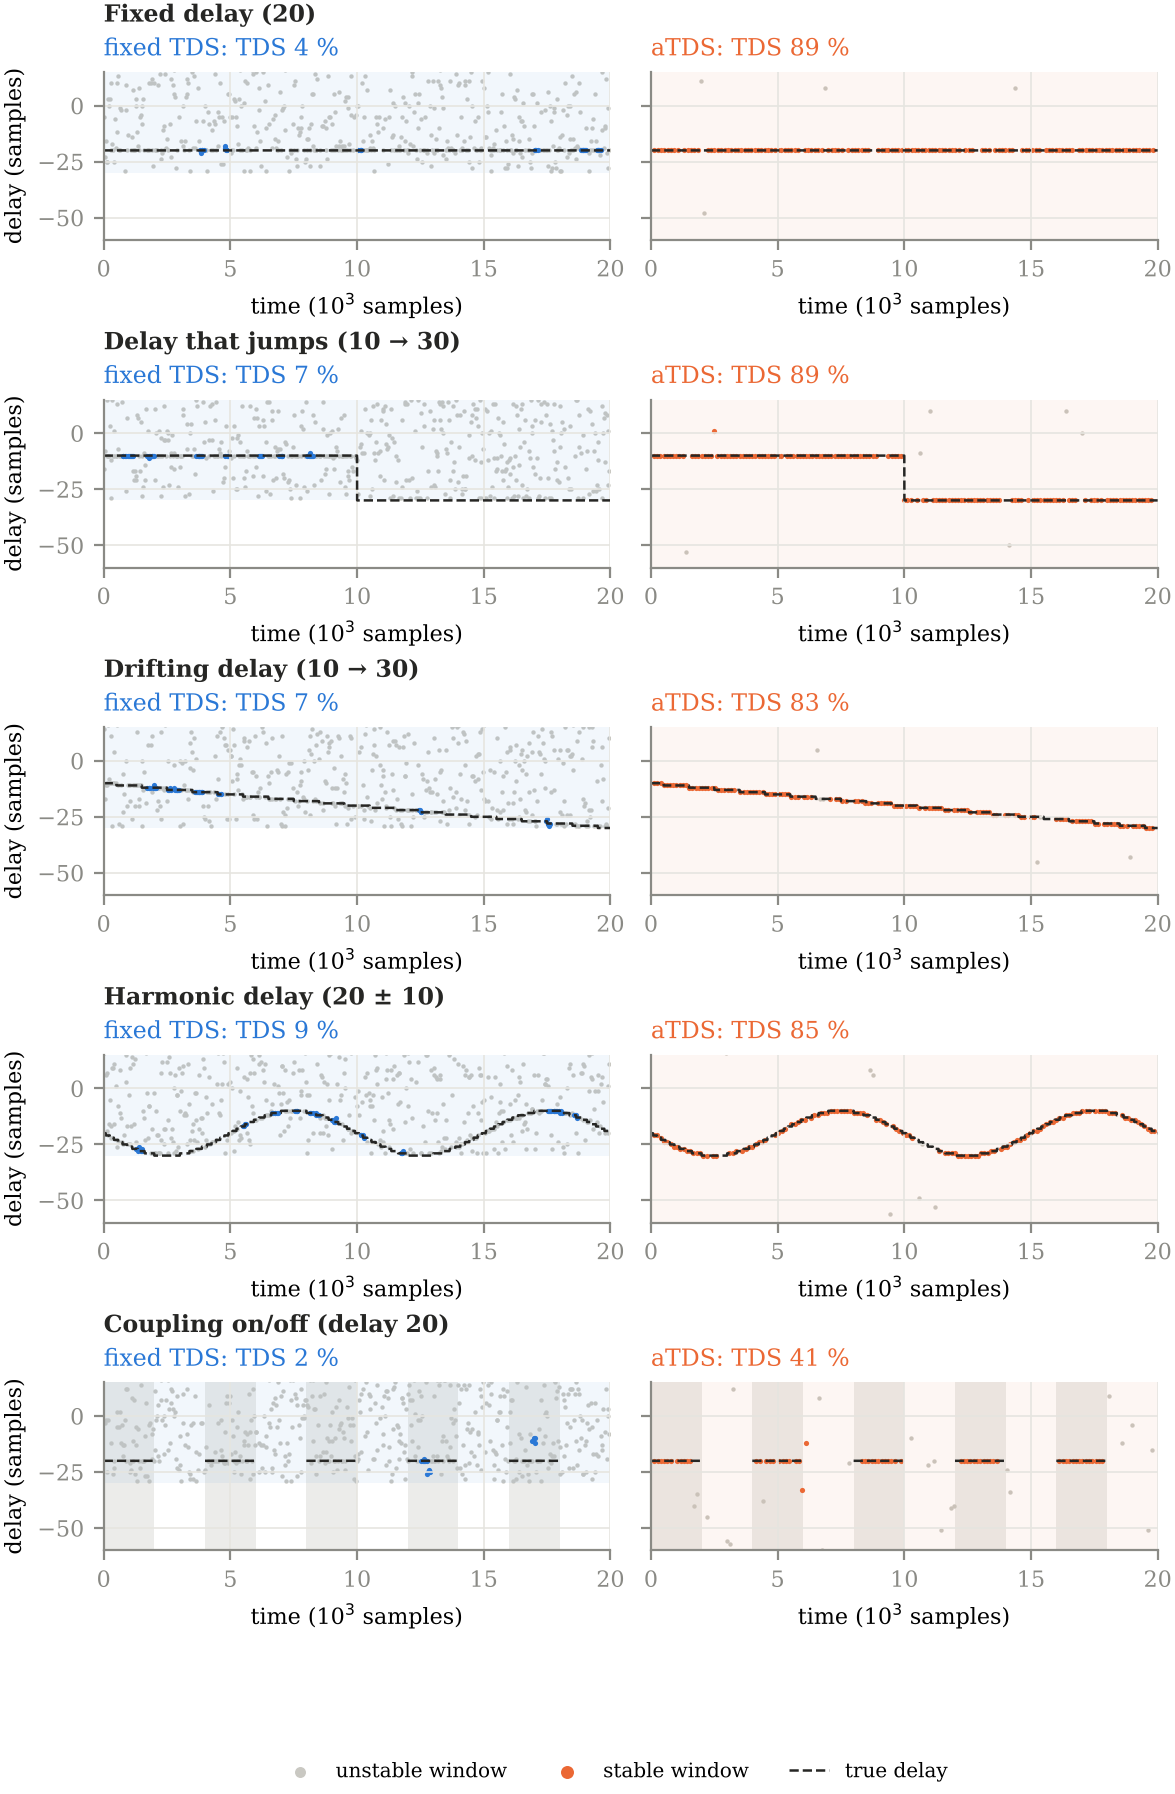 Fixed delay (20)
fixed TDS: TDS 4 %
aTDS: TDS 89 %
delay (samples)
0
−25
−50
0 5 10 15 20
0 5 10 15 20
time (10³ samples)
time (10³ samples)
Delay that jumps (10 → 30)
fixed TDS: TDS 7 %
aTDS: TDS 89 %
delay (samples)
0
−25
−50
0 5 10 15 20
0 5 10 15 20
time (10³ samples)
time (10³ samples)
Drifting delay (10 → 30)
fixed TDS: TDS 7 %
aTDS: TDS 83 %
delay (samples)
0
−25
−50
0 5 10 15 20
0 5 10 15 20
time (10³ samples)
time (10³ samples)
Harmonic delay (20 ± 10)
fixed TDS: TDS 9 %
aTDS: TDS 85 %
delay (samples)
0
−25
−50
0 5 10 15 20
0 5 10 15 20
time (10³ samples)
time (10³ samples)
Coupling on/off (delay 20)
fixed TDS: TDS 2 %
aTDS: TDS 41 %
delay (samples)
0
−25
−50
0 5 10 15 20
0 5 10 15 20
time (10³ samples)
time (10³ samples)
unstable window
stable window
true delay